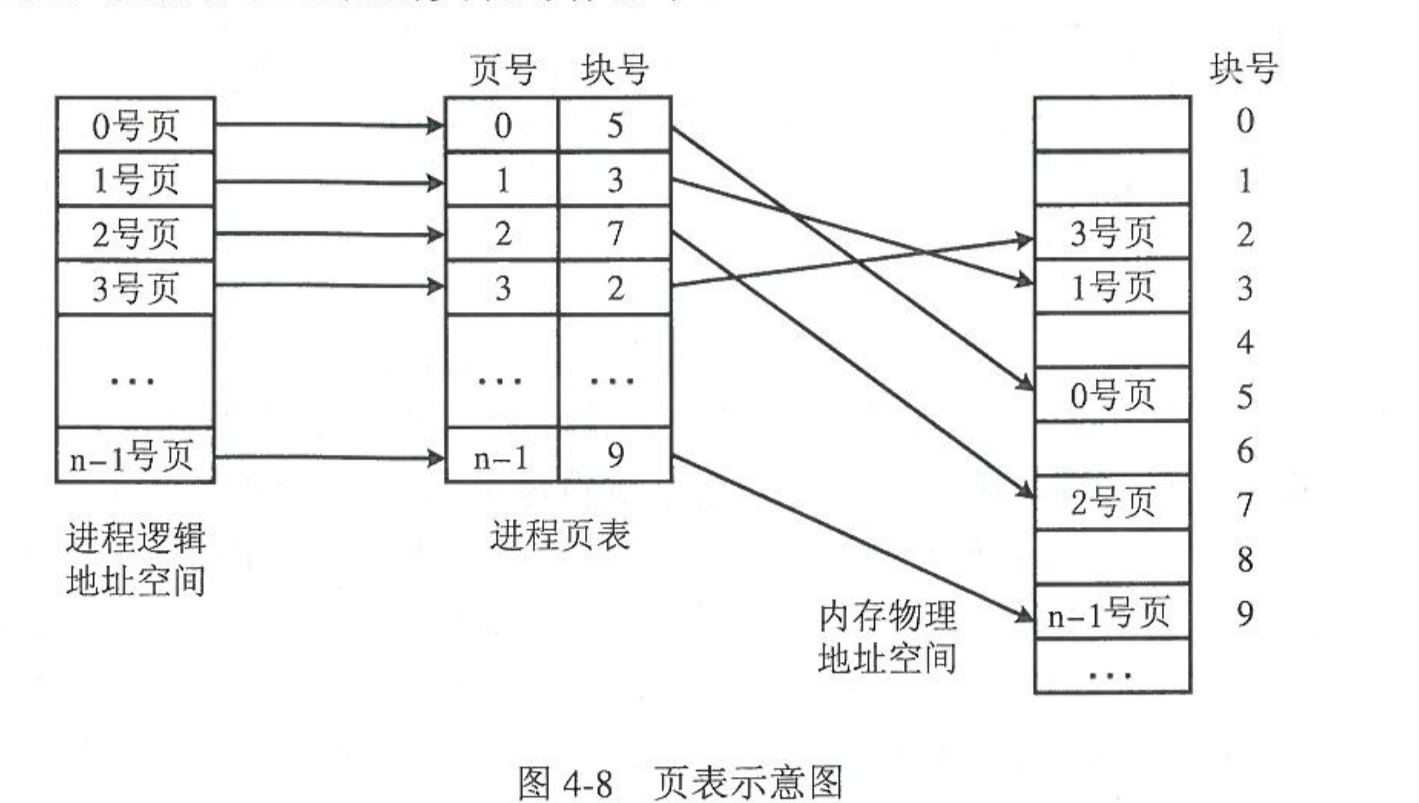 页号 块号
块号
0号页
0 5
0
1号页
1 3
1
2号页
2 7
3号页
2
3号页
3 2
1号页
3
4
... ... ...
0号页
5
6
n-1号页
n-1 9
2号页
7
进程逻辑
地址空间
进程页表
8
内存物理
地址空间
n-1号页
9
...
图 4-8 页表示意图